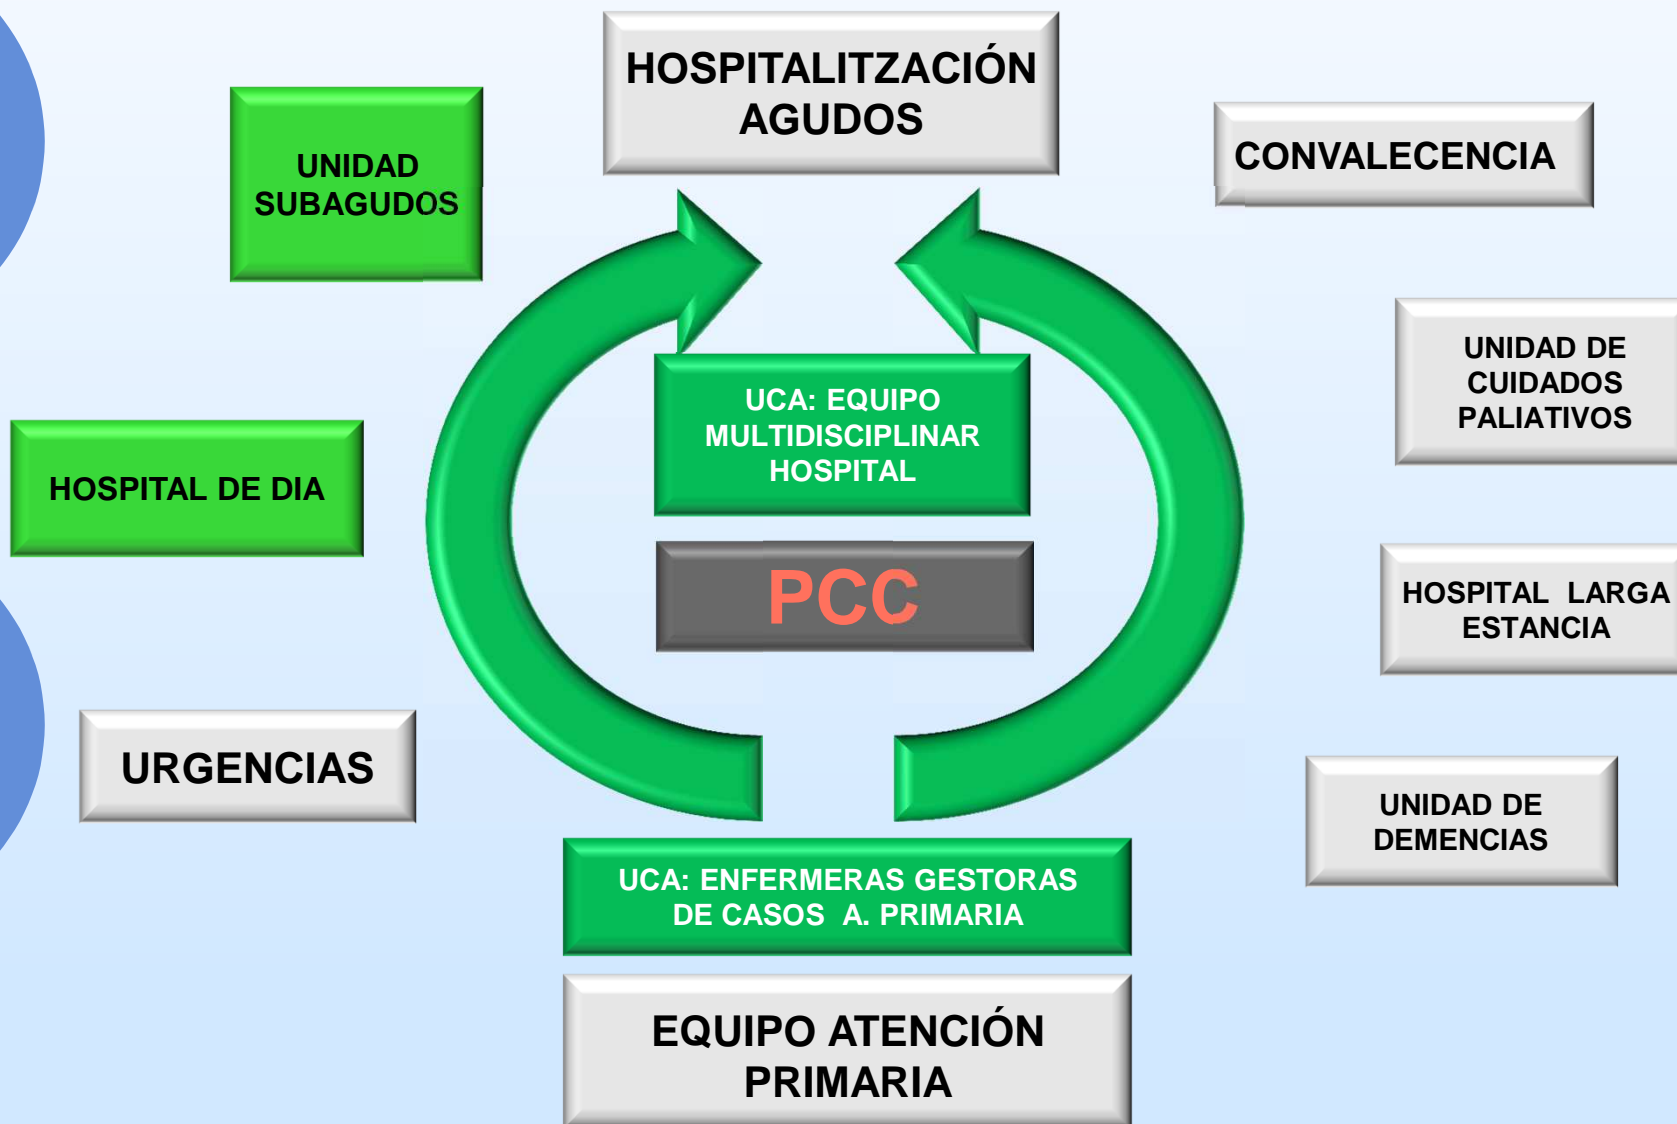 HOSPITALITZACIÓN
AGUDOS
UNIDAD
SUBAGUDOS
CONVALECENCIA
UNIDAD DE
CUIDADOS
PALIATIVOS
UCA: EQUIPO
MULTIDISCIPLINAR
HOSPITAL
HOSPITAL DE DIA
PCC
HOSPITAL LARGA
ESTANCIA
URGENCIAS
UNIDAD DE
DEMENCIAS
UCA: ENFERMERAS GESTORAS
DE CASOS A. PRIMARIA
EQUIPO ATENCIÓN
PRIMARIA